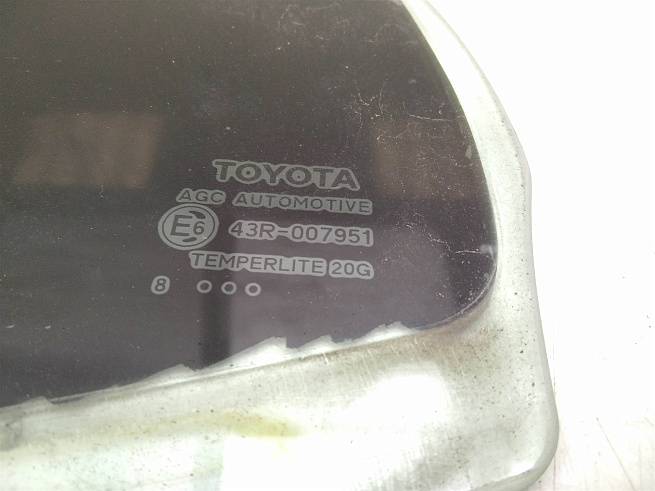 TOYOTA
AGC AUTOMOTIVE
E6 43R-007951
TEMPERLITE 20G
8 ○○○